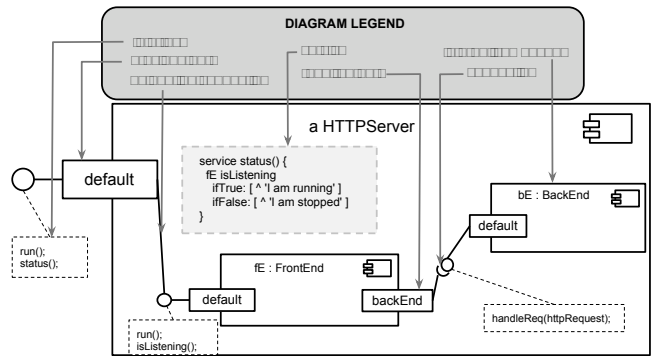 DIAGRAM LEGEND
a HTTPServer
default
service status() {
fE isListening
ifTrue: [ ^ 'I am running' ]
ifFalse: [ ^ 'I am stopped' ]
}
bE : BackEnd
default
run();
status();
fE : FrontEnd
default
backEnd
handleReq(httpRequest);
run();
isListening();